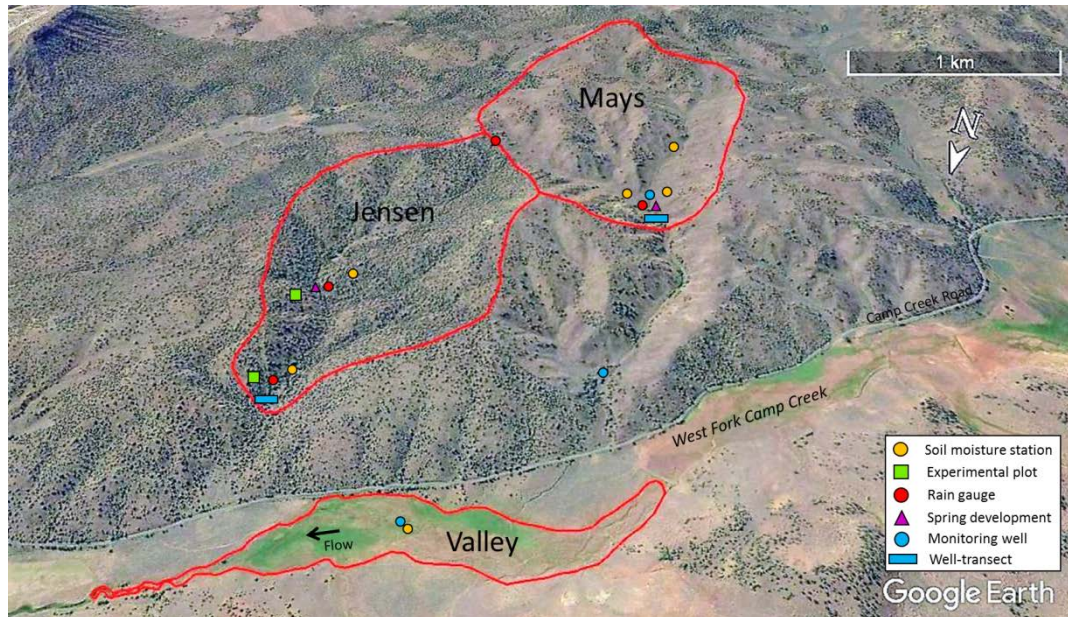 1 km
Mays
N
Jensen
Camp Creek Road
West Fork Camp Creek
Valley
Flow
Soil moisture station
Experimental plot
Rain gauge
Spring development
Monitoring well
Well-transect
Google Earth